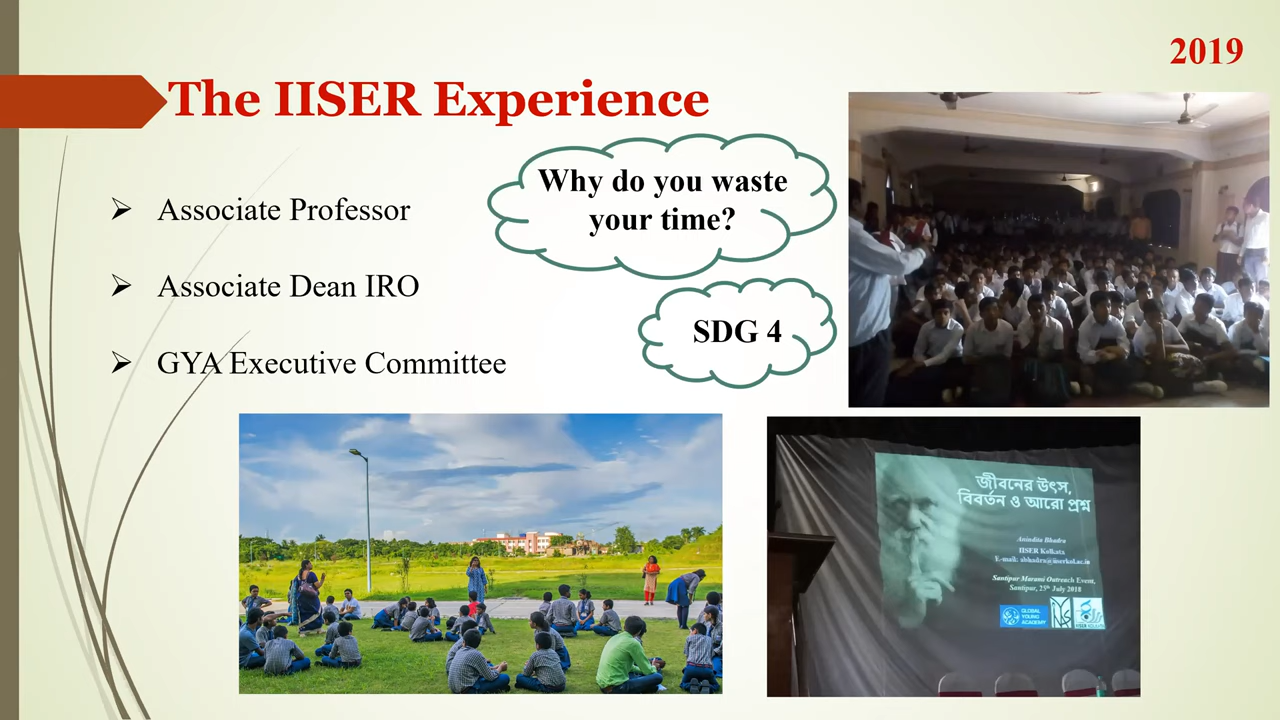 2019
The IISER Experience
Why do you waste
your time?
Associate Professor
Associate Dean IRO
SDG 4
GYA Executive Committee
জীবনের উৎস,
বিবর্তন ও আরো প্রশ্ন
Anindita Bhadra
IISER Kolkata
E-mail: abhadra@iiserkol.ac.in
Santipur Marami Outreach Event,
Santipur, 25th July 2018
GLOBAL
YOUNG
ACADEMY